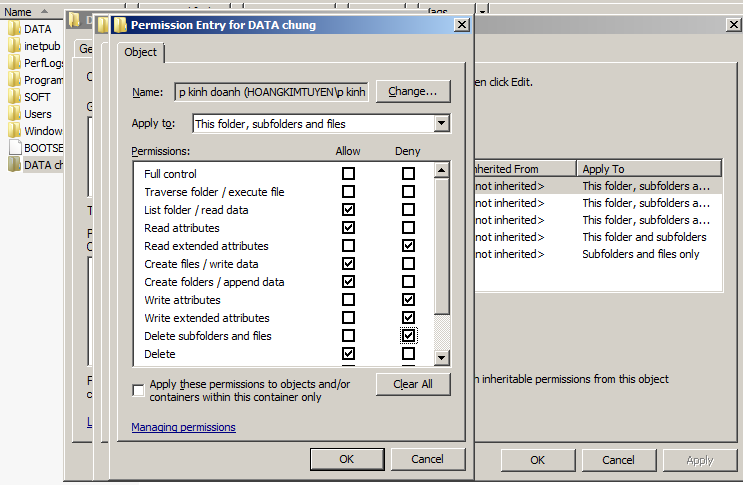 Name
DATA
inetpub
PerfLogs
Program
SOFT
Users
Window
BOOTSE
DATA ch
Permission Entry for DATA chung
Object
Name: p kinh doanh (HOANGKIMTUYEN\p kinh
Change...
Apply to: This folder, subfolders and files
Permissions: Allow Deny
Full control
Traverse folder / execute file
List folder / read data
Read attributes
Read extended attributes
Create files / write data
Create folders / append data
Write attributes
Write extended attributes
Delete subfolders and files
Delete
Apply these permissions to objects and/or
containers within this container only
Clear All
Managing permissions
OK Cancel
en click Edit.
nherited From Apply To
not inherited> This folder, subfolders a...
not inherited> This folder, subfolders a...
not inherited> This folder, subfolders a...
not inherited> This folder and subfolders
not inherited> Subfolders and files only
n inheritable permissions from this object
OK Cancel Apply